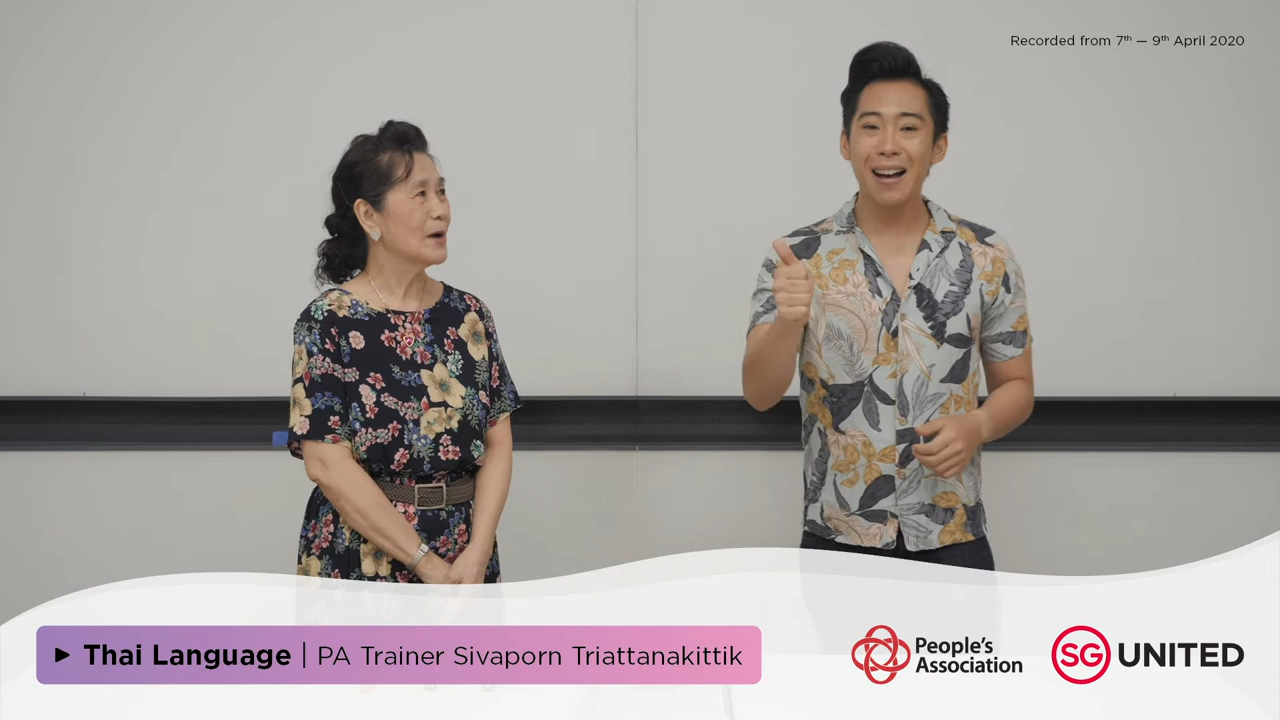 Recorded from 7th — 9th April 2020
▶ Thai Language | PA Trainer Sivaporn Triattanakittik
People's
Association
SG UNITED